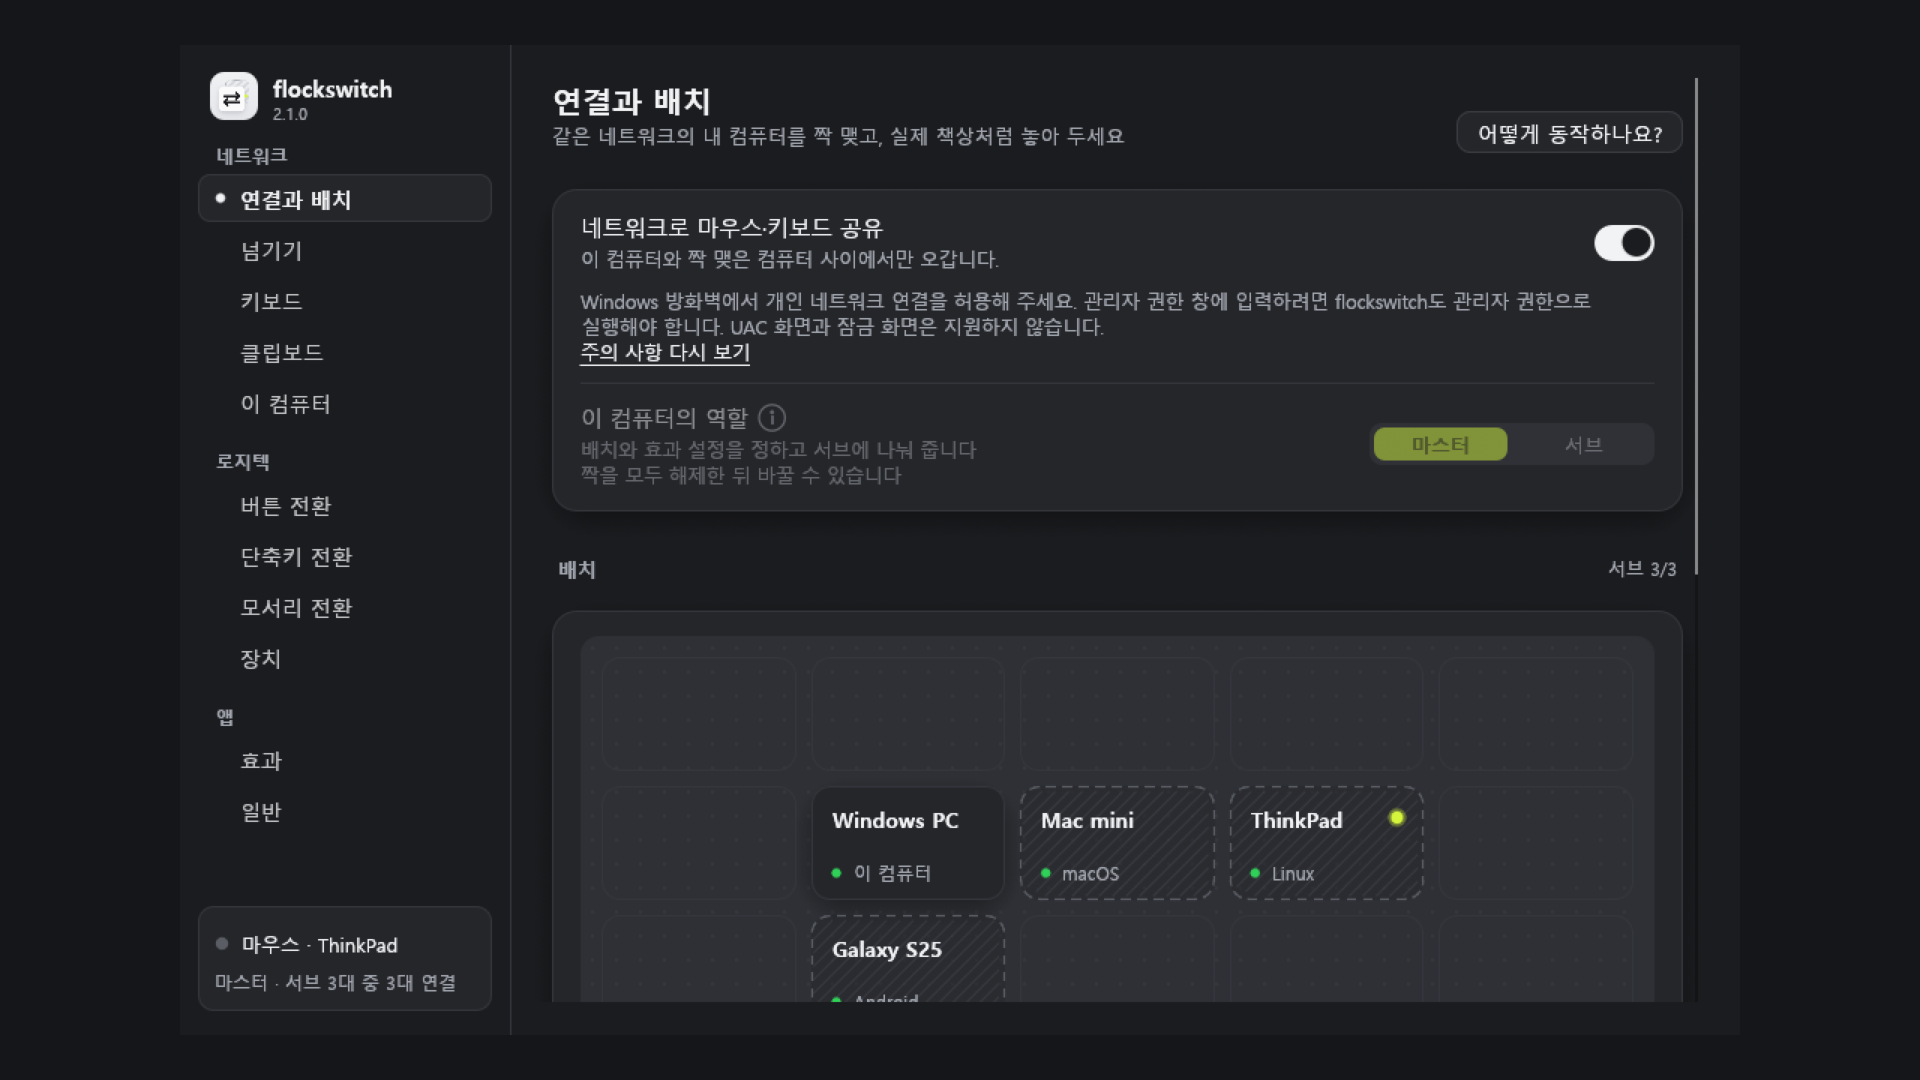 flockswitch
2.1.0
네트워크
연결과 배치
넘기기
키보드
클립보드
이 컴퓨터
로지텍
버튼 전환
단축키 전환
모서리 전환
장치
앱
효과
일반
마우스 · ThinkPad
마스터 · 서브 3대 중 3대 연결
연결과 배치
같은 네트워크의 내 컴퓨터를 짝 맺고, 실제 책상처럼 놓아 두세요
어떻게 동작하나요?
네트워크로 마우스·키보드 공유
이 컴퓨터와 짝 맺은 컴퓨터 사이에서만 오갑니다.
Windows 방화벽에서 개인 네트워크 연결을 허용해 주세요. 관리자 권한 창에 입력하려면 flockswitch도 관리자 권한으로
실행해야 합니다. UAC 화면과 잠금 화면은 지원하지 않습니다.
주의 사항 다시 보기
이 컴퓨터의 역할
배치와 효과 설정을 정하고 서브에 나눠 줍니다
짝을 모두 해제한 뒤 바꿀 수 있습니다
마스터
서브
배치
서브 3/3
Windows PC
이 컴퓨터
Mac mini
macOS
ThinkPad
Linux
Galaxy S25
Android